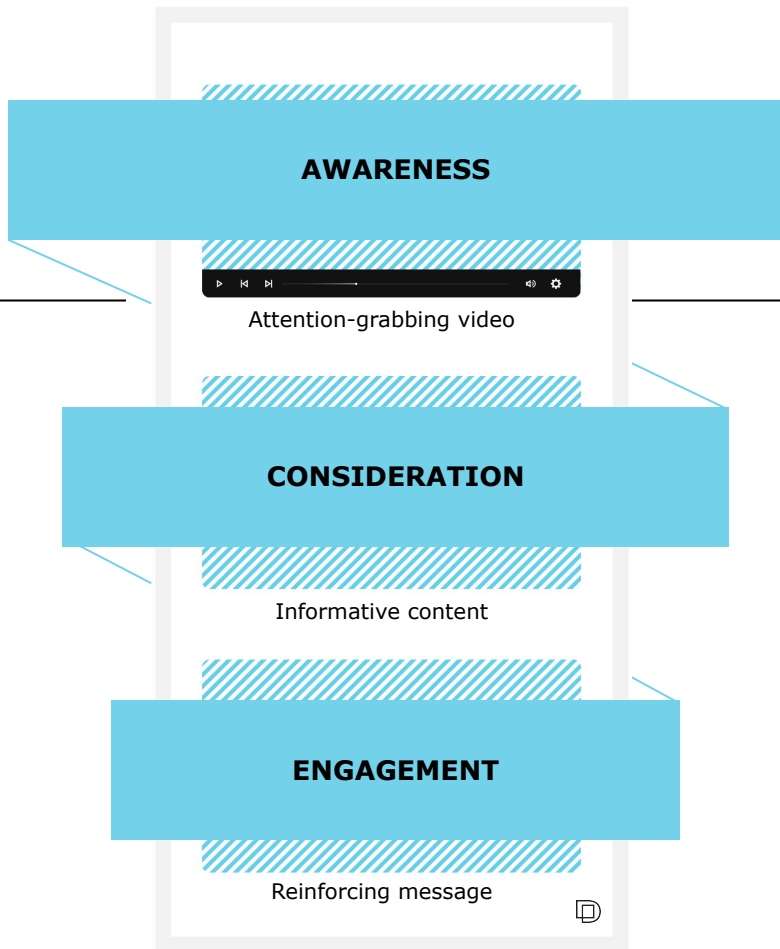 AWARENESS
Attention-grabbing video
CONSIDERATION
Informative content
ENGAGEMENT
Reinforcing message